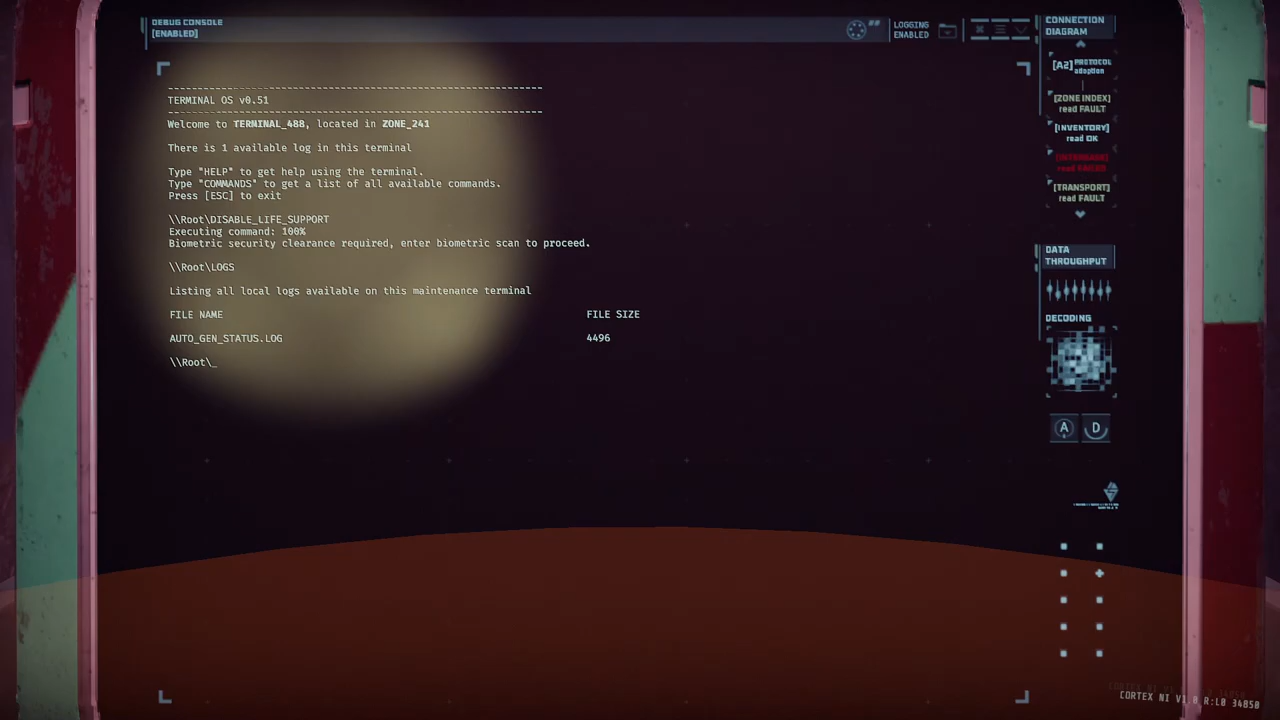 DEBUG CONSOLE
[ENABLED]
LOGGING
ENABLED
CONNECTION
DIAGRAM
[A2] PROTOCOL
adaption
[ZONE INDEX]
read FAULT
[INVENTORY]
read OK
read FAILED
[TRANSPORT]
read FAULT
DATA
THROUGHPUT
DECODING
A D
------------------------------------------------------------------
TERMINAL OS v0.51
------------------------------------------------------------------
Welcome to TERMINAL_488, located in ZONE_241
There is 1 available log in this terminal
Type "HELP" to get help using the terminal.
Type "COMMANDS" to get a list of all available commands.
Press [ESC] to exit
\\Root\DISABLE_LIFE_SUPPORT
Executing command: 100%
Biometric security clearance required, enter biometric scan to proceed.
\\Root\LOGS
Listing all local logs available on this maintenance terminal
FILE NAME FILE SIZE
AUTO_GEN_STATUS.LOG 4496
\\Root\_
CORTEX NI V1.0 R:L0 34850